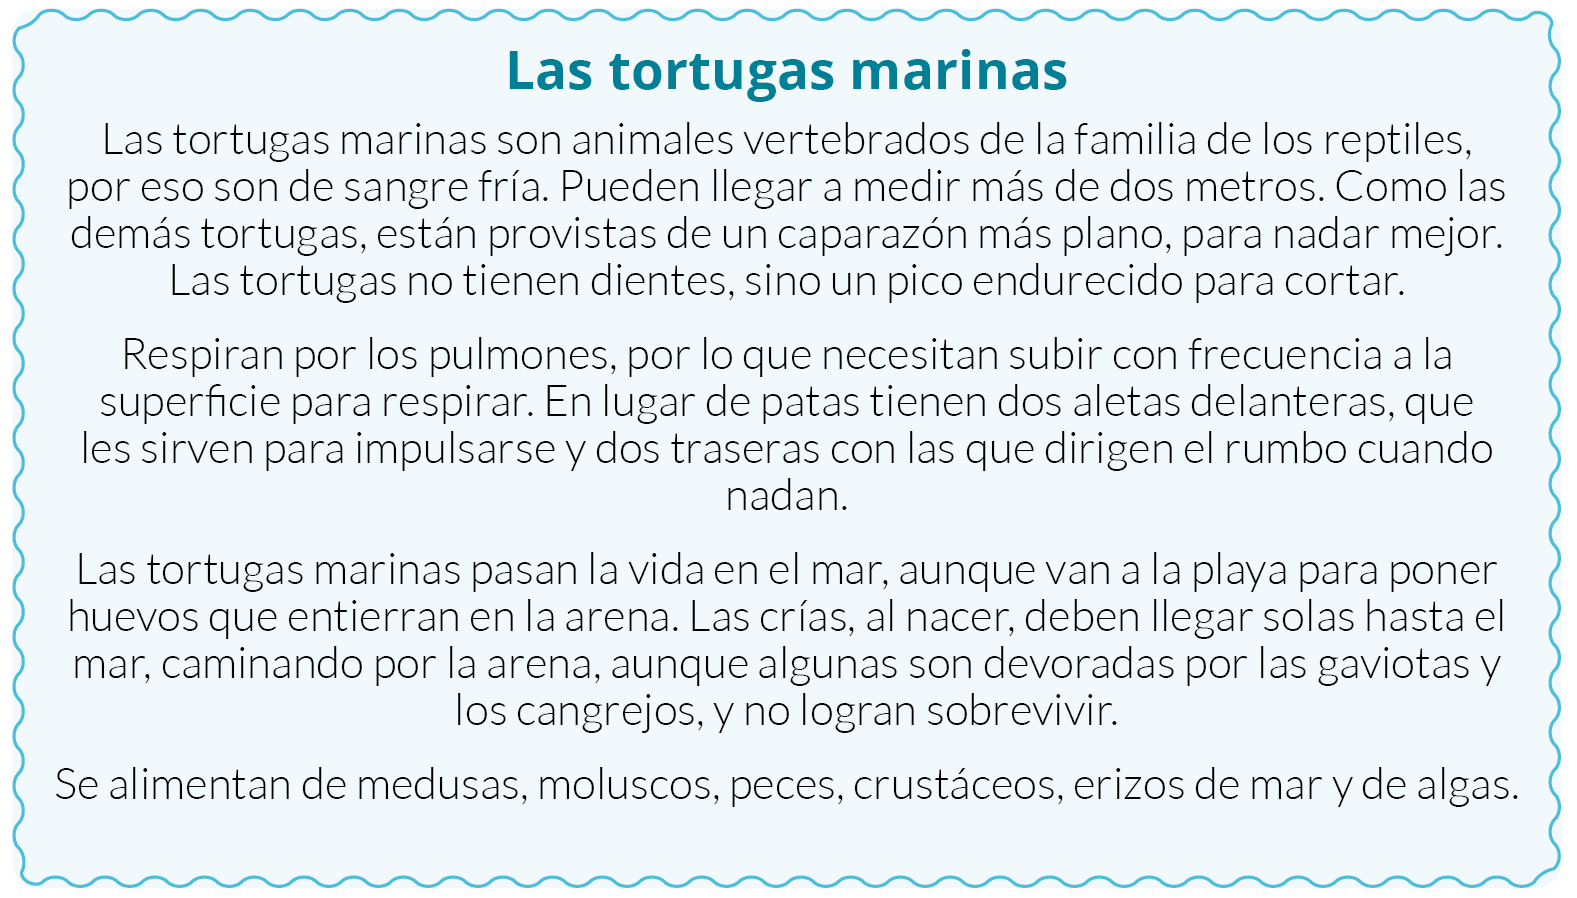 Las tortugas marinas
Las tortugas marinas son animales vertebrados de la familia de los reptiles,
por eso son de sangre fría. Pueden llegar a medir más de dos metros. Como las
demás tortugas, están provistas de un caparazón más plano, para nadar mejor.
Las tortugas no tienen dientes, sino un pico endurecido para cortar.
Respiran por los pulmones, por lo que necesitan subir con frecuencia a la
superficie para respirar. En lugar de patas tienen dos aletas delanteras, que
les sirven para impulsarse y dos traseras con las que dirigen el rumbo cuando
nadan.
Las tortugas marinas pasan la vida en el mar, aunque van a la playa para poner
huevos que entierran en la arena. Las crías, al nacer, deben llegar solas hasta el
mar, caminando por la arena, aunque algunas son devoradas por las gaviotas y
los cangrejos, y no logran sobrevivir.
Se alimentan de medusas, moluscos, peces, crustáceos, erizos de mar y de algas.